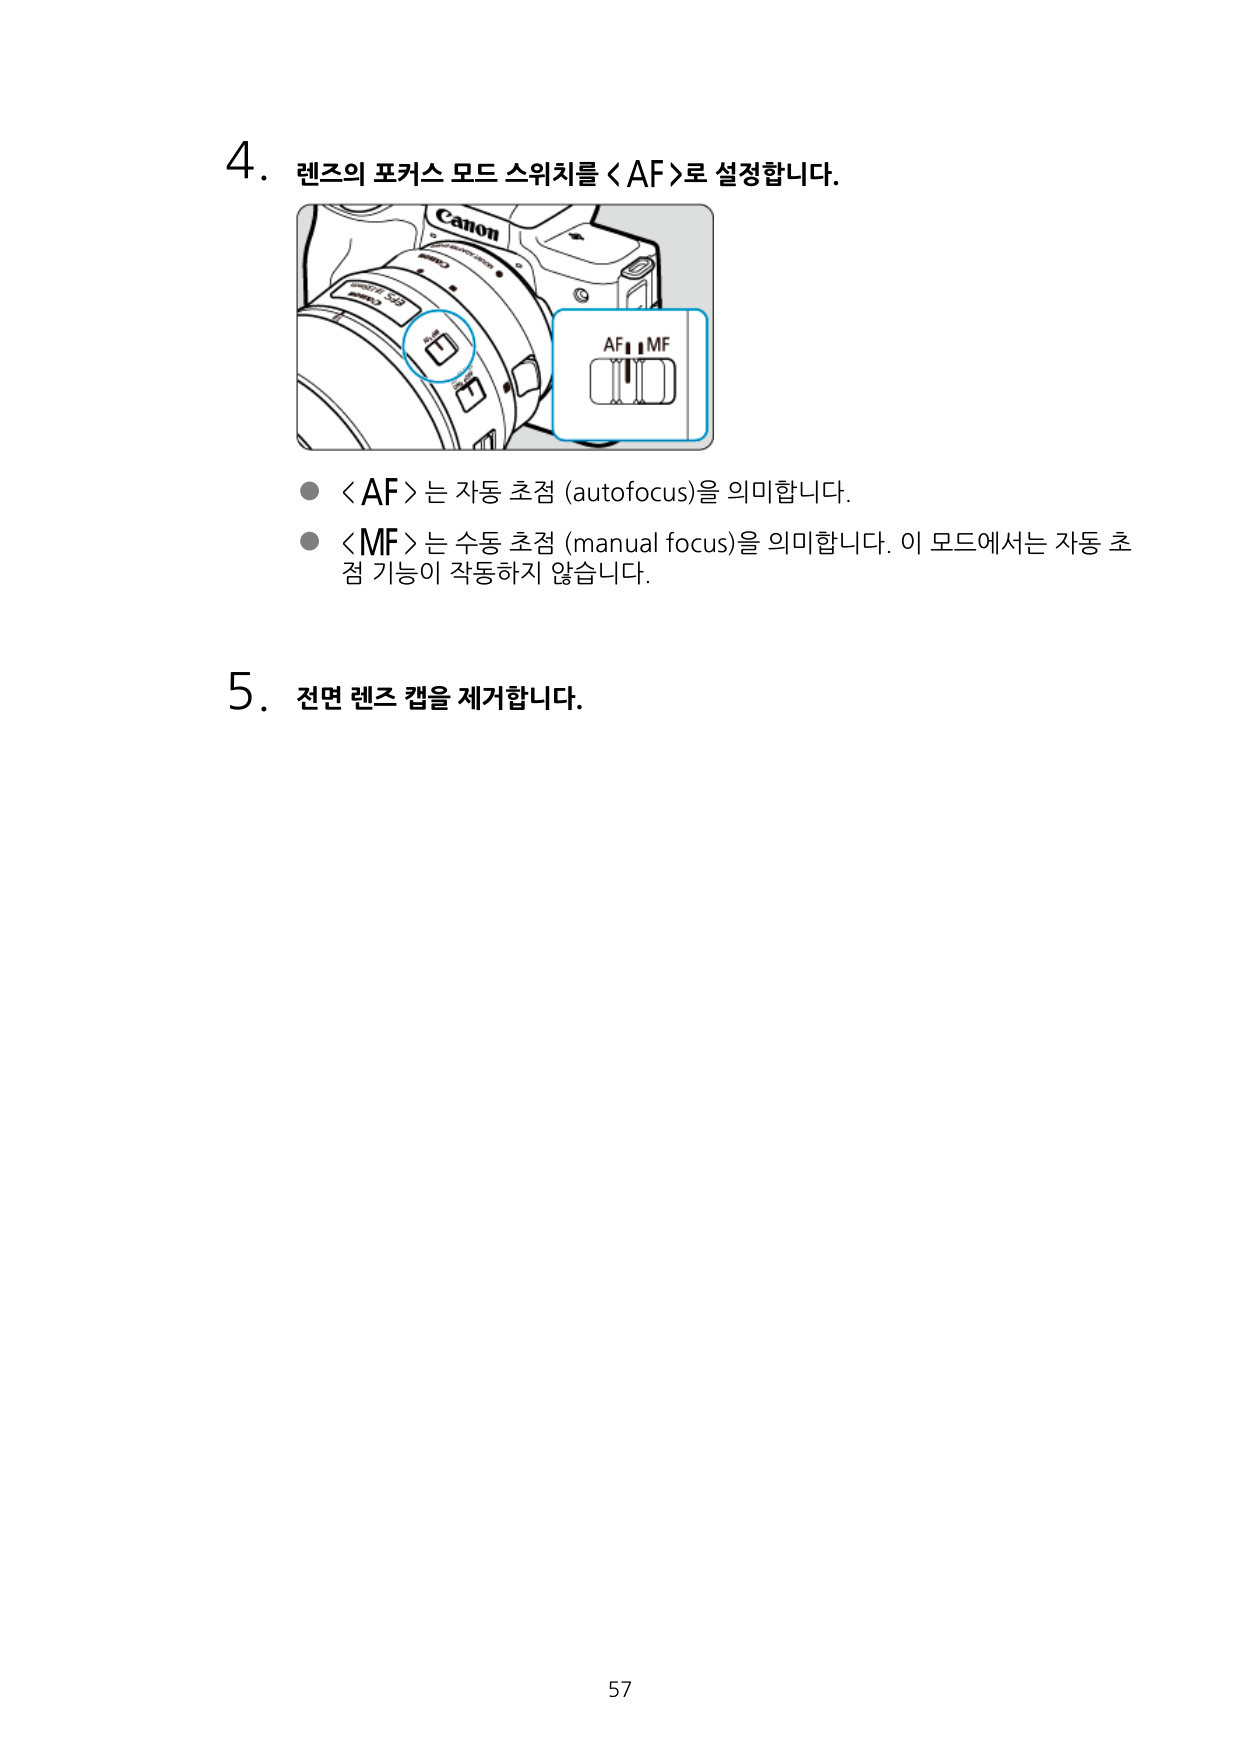 4. 렌즈의 포커스 모드 스위치를 <AF>로 설정합니다.
Canon
Canon
Canon
AF MF
● <AF> 는 자동 초점 (autofocus)을 의미합니다.
● <MF> 는 수동 초점 (manual focus)을 의미합니다. 이 모드에서는 자동 초
점 기능이 작동하지 않습니다.
5. 전면 렌즈 캡을 제거합니다.
57